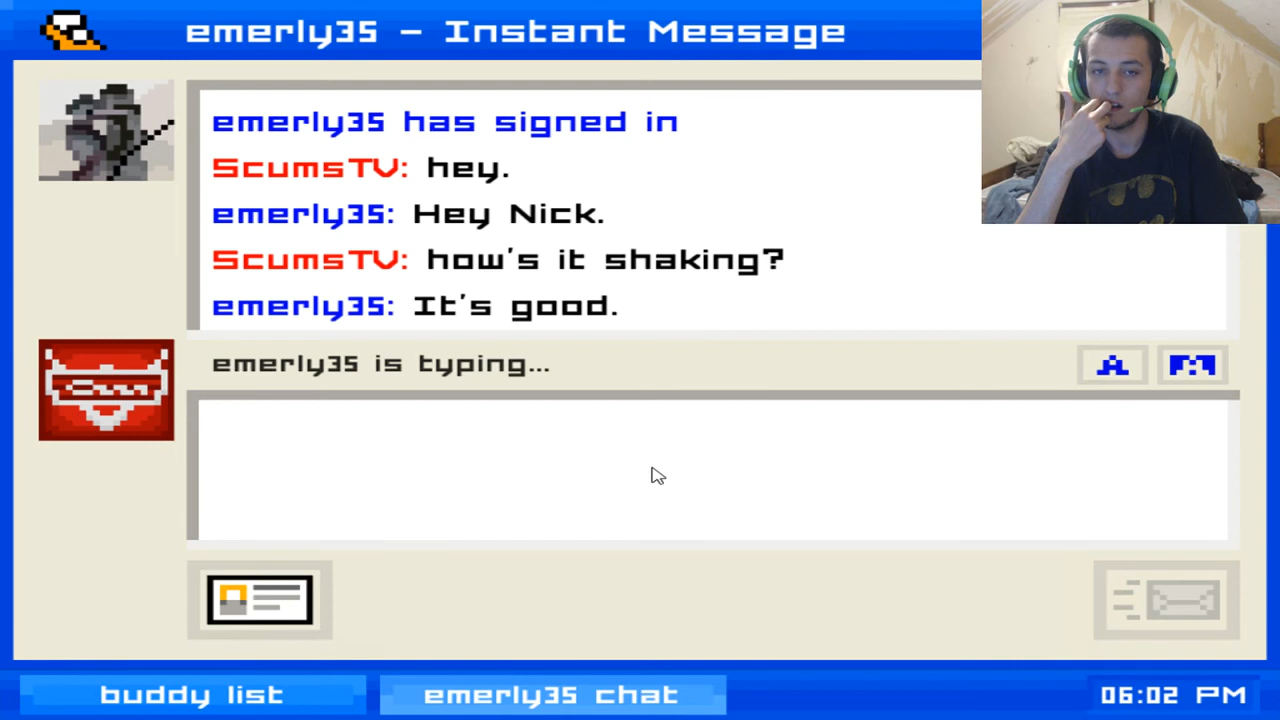 emerly35 - Instant Message
emerly35 has signed in
ScumsTV: hey.
emerly35: Hey Nick.
ScumsTV: how's it shaking?
emerly35: It's good.
emerly35 is typing...
buddy list
emerly35 chat
06:02 PM